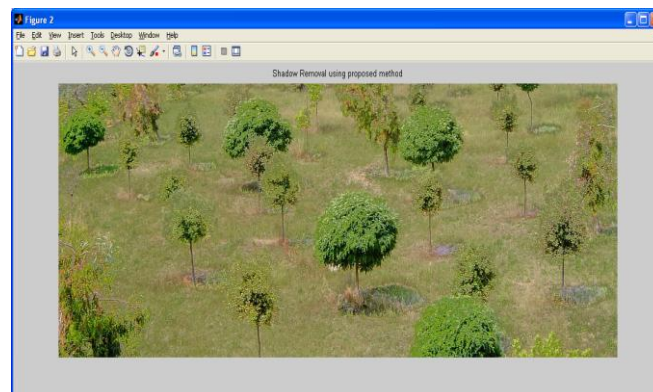 Figure 2
File Edit View Insert Tools Desktop Window Help
Shadow Removal using proposed method